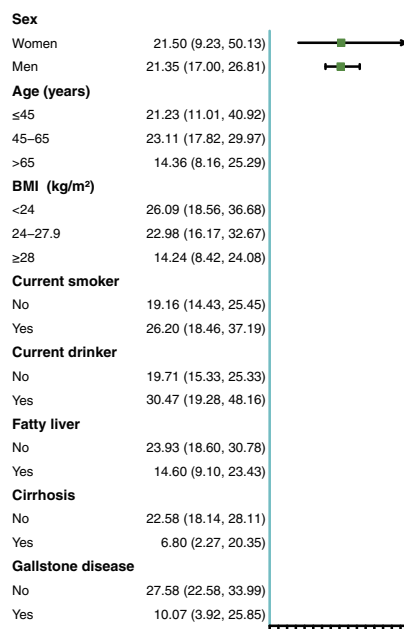 Sex
Women 21.50 (9.23, 50.13)
Men 21.35 (17.00, 26.81)
Age (years)
≤45 21.23 (11.01, 40.92)
45–65 23.11 (17.82, 29.97)
>65 14.36 (8.16, 25.29)
BMI (kg/m²)
<24 26.09 (18.56, 36.68)
24–27.9 22.98 (16.17, 32.67)
≥28 14.24 (8.42, 24.08)
Current smoker
No 19.16 (14.43, 25.45)
Yes 26.20 (18.46, 37.19)
Current drinker
No 19.71 (15.33, 25.33)
Yes 30.47 (19.28, 48.16)
Fatty liver
No 23.93 (18.60, 30.78)
Yes 14.60 (9.10, 23.43)
Cirrhosis
No 22.58 (18.14, 28.11)
Yes 6.80 (2.27, 20.35)
Gallstone disease
No 27.58 (22.58, 33.99)
Yes 10.07 (3.92, 25.85)